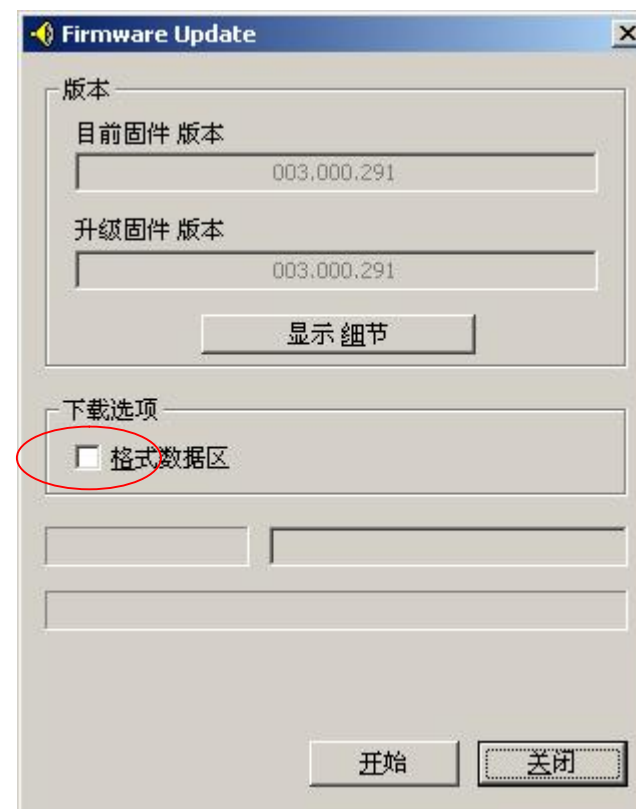 Firmware Update
版本
目前固件 版本
003.000.291
升级固件 版本
003.000.291
显示 细节
下载选项
格式数据区
开始
关闭